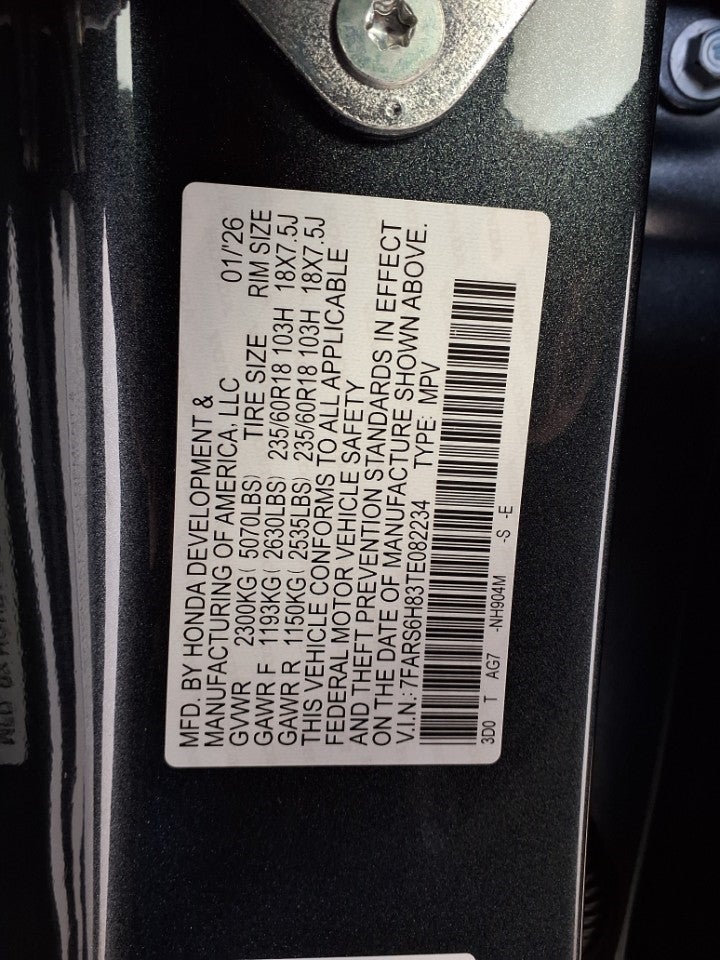 MFD. BY HONDA DEVELOPMENT &
MANUFACTURING OF AMERICA, LLC 01/'26
GVWR 2300KG( 5070LBS) TIRE SIZE RIM SIZE
GAWR F 1193KG( 2630LBS) 235/60R18 103H 18X7.5J
GAWR R 1150KG( 2535LBS) 235/60R18 103H 18X7.5J
THIS VEHICLE CONFORMS TO ALL APPLICABLE
FEDERAL MOTOR VEHICLE SAFETY
AND THEFT PREVENTION STANDARDS IN EFFECT
ON THE DATE OF MANUFACTURE SHOWN ABOVE.
V.I.N.: 7FARS6H83TE082234 TYPE: MPV
3D0 T AG7 -NH904M -S -E